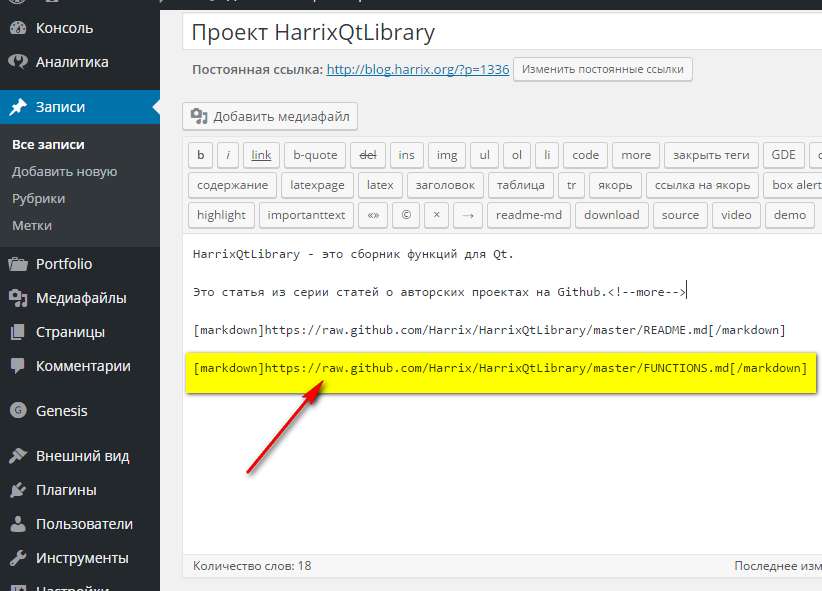 Консоль
Аналитика
Записи
Все записи
Добавить новую
Рубрики
Метки
Portfolio
Медиафайлы
Страницы
Комментарии
Genesis
Внешний вид
Плагины
Пользователи
Инструменты
Настройки
Проект HarrixQtLibrary
Постоянная ссылка: http://blog.harrix.org/?p=1336 Изменить постоянные ссылки
Добавить медиафайл
b i link b-quote del ins img ul ol li code more закрыть теги GDE
содержание latexpage latex заголовок таблица tr якорь ссылка на якорь box alert
highlight importanttext «» © × → readme-md download source video demo
HarrixQtLibrary - это сборник функций для Qt.
Это статья из серии статей о авторских проектах на Github.<!--more-->
[markdown]https://raw.github.com/Harrix/HarrixQtLibrary/master/README.md[/markdown]
[markdown]https://raw.github.com/Harrix/HarrixQtLibrary/master/FUNCTIONS.md[/markdown]
Количество слов: 18
Последнее изм